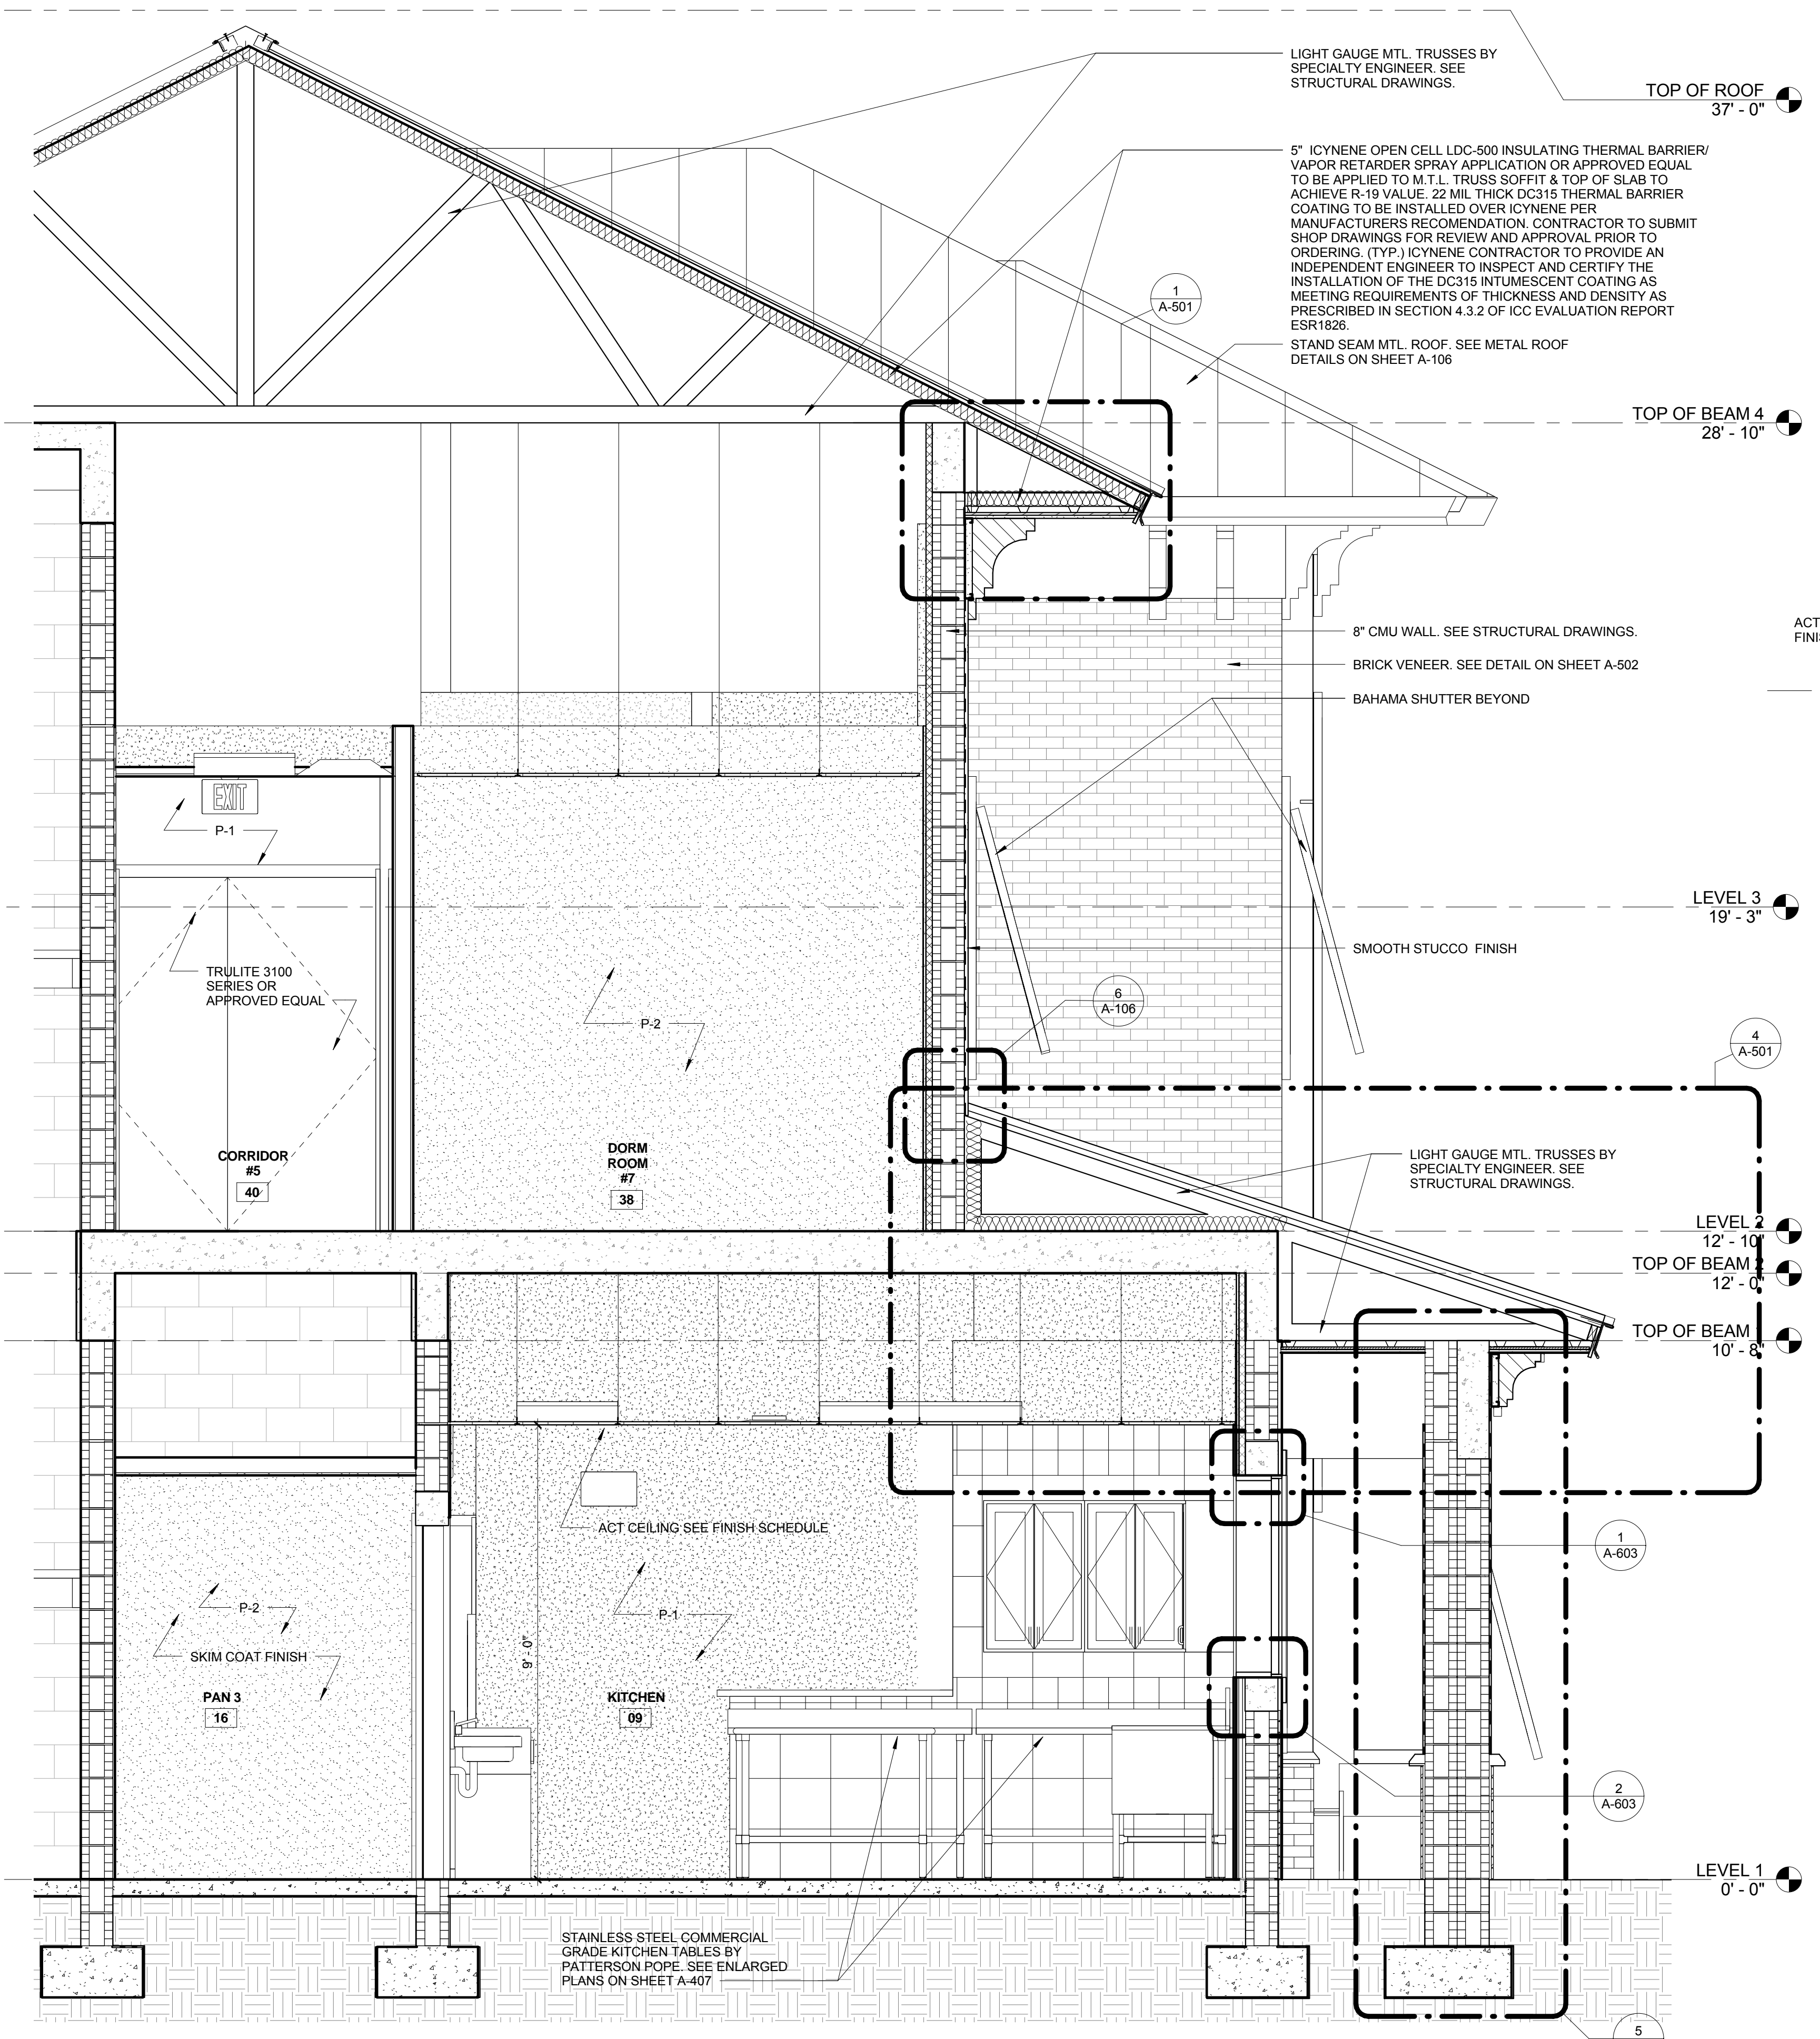 LIGHT GAUGE MTL. TRUSSES BY
SPECIALTY ENGINEER. SEE
STRUCTURAL DRAWINGS.
TOP OF ROOF
37' - 0"
5" ICYNENE OPEN CELL LDC-500 INSULATING THERMAL BARRIER/
VAPOR RETARDER SPRAY APPLICATION OR APPROVED EQUAL
TO BE APPLIED TO M.T.L. TRUSS SOFFIT & TOP OF SLAB TO
ACHIEVE R-19 VALUE. 22 MIL THICK DC315 THERMAL BARRIER
COATING TO BE INSTALLED OVER ICYNENE PER
MANUFACTURERS RECOMENDATION. CONTRACTOR TO SUBMIT
SHOP DRAWINGS FOR REVIEW AND APPROVAL PRIOR TO
ORDERING. (TYP.) ICYNENE CONTRACTOR TO PROVIDE AN
INDEPENDENT ENGINEER TO INSPECT AND CERTIFY THE
INSTALLATION OF THE DC315 INTUMESCENT COATING AS
MEETING REQUIREMENTS OF THICKNESS AND DENSITY AS
PRESCRIBED IN SECTION 4.3.2 OF ICC EVALUATION REPORT
ESR1826.
1
A-501
STAND SEAM MTL. ROOF. SEE METAL ROOF
DETAILS ON SHEET A-106
TOP OF BEAM 4
28' - 10"
8" CMU WALL. SEE STRUCTURAL DRAWINGS.
ACT
BRICK VENEER. SEE DETAIL ON SHEET A-502
BAHAMA SHUTTER BEYOND
EXIT
P-1
LEVEL 3
19' - 3"
SMOOTH STUCCO FINISH
TRULITE 3100
SERIES OR
APPROVED EQUAL
6
A-106
P-2
4
A-501
CORRIDOR
#5
40
DORM
ROOM
#7
38
LIGHT GAUGE MTL. TRUSSES BY
SPECIALTY ENGINEER. SEE
STRUCTURAL DRAWINGS.
LEVEL 2
12' - 10"
TOP OF BEAM 2
12' - 0"
TOP OF BEAM 1
10' - 8"
ACT CEILING SEE FINISH SCHEDULE
1
A-603
P-2
P-1
SKIM COAT FINISH
9' - 0"
PAN 3
16
KITCHEN
09
2
A-603
LEVEL 1
0' - 0"
STAINLESS STEEL COMMERCIAL
GRADE KITCHEN TABLES BY
PATTERSON POPE. SEE ENLARGED
PLANS ON SHEET A-407
5